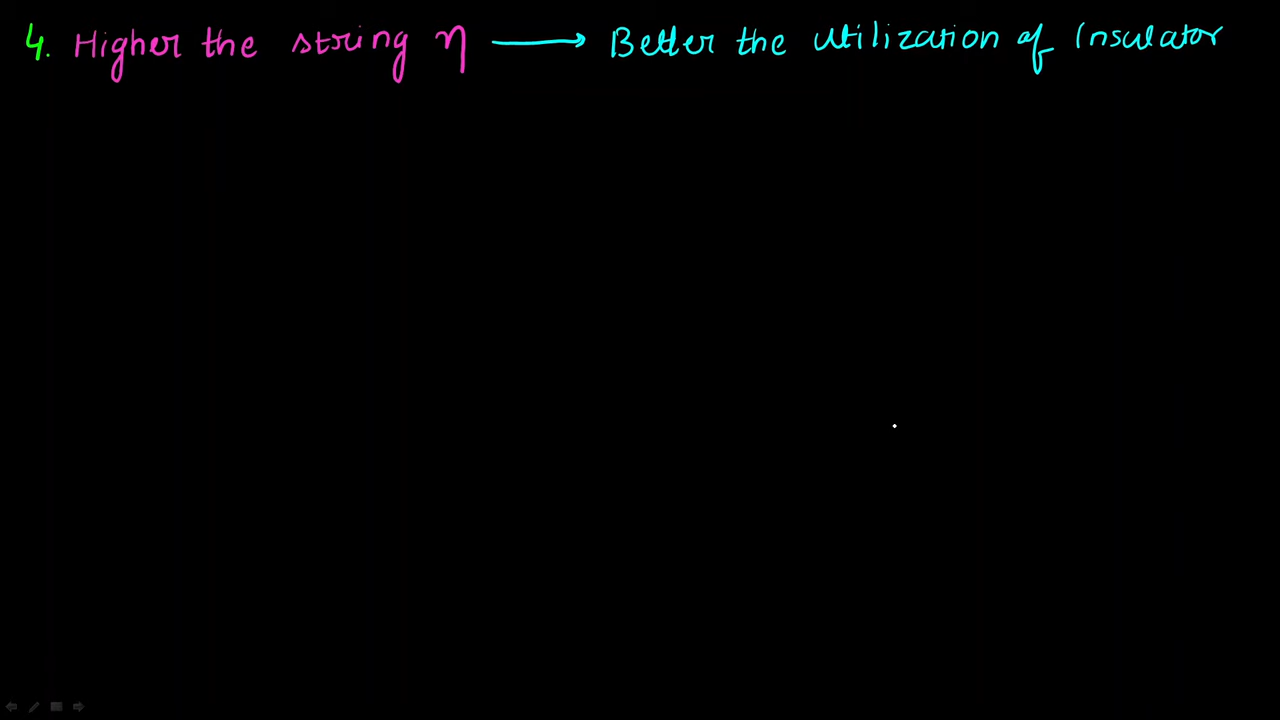 4. Higher the string η ⟶ Better the utilization of Insulator